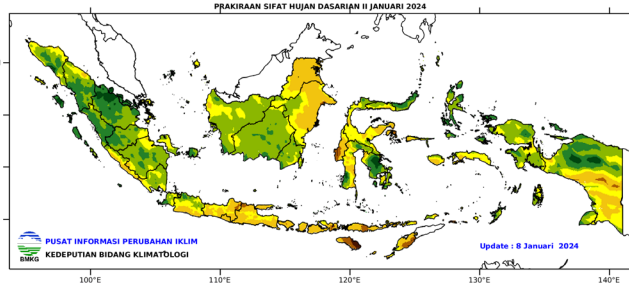 PRAKIRAAN SIFAT HUJAN DASARIAN II JANUARI 2024
PUSAT INFORMASI PERUBAHAN IKLIM
KEDEPUTIAN BIDANG KLIMATOLOGI
BMKG
Update : 8 Januari 2024
100°E 110°E 120°E 130°E 140°E